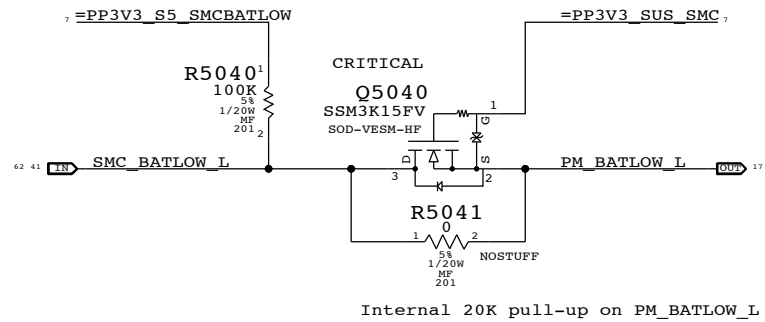 7 =PP3V3_S5_SMCBATLOW
=PP3V3_SUS_SMC 7
CRITICAL
R5040 1
100K
5%
1/20W
MF
201 2
Q5040
SSM3K15FV
SOD-VESM-HF
1
G
D
S
3
2
62 41 IN SMC_BATLOW_L
PM_BATLOW_L OUT 17
R5041
0
1 2
5%
1/20W
MF
201
NOSTUFF
Internal 20K pull-up on PM_BATLOW_L